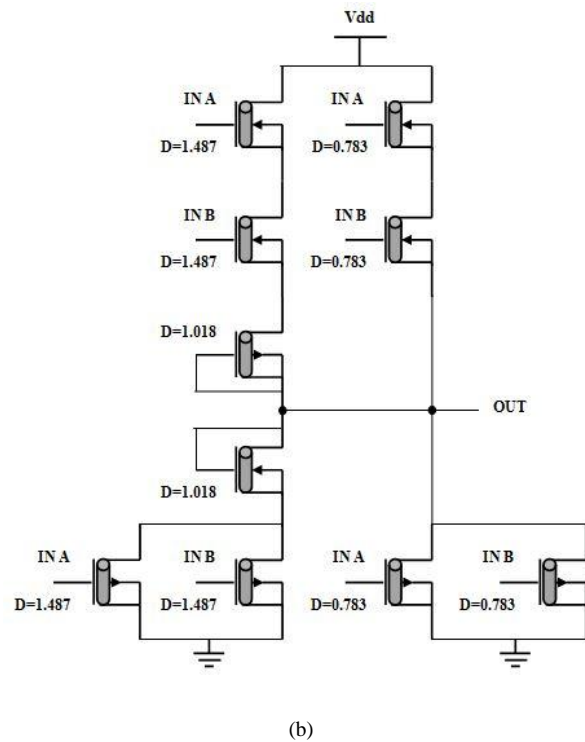 Vdd
IN A
IN A
D=1.487
D=0.783
IN B
IN B
D=1.487
D=0.783
D=1.018
OUT
D=1.018
IN A
IN B
IN A
IN B
D=1.487
D=1.487
D=0.783
D=0.783
(b)